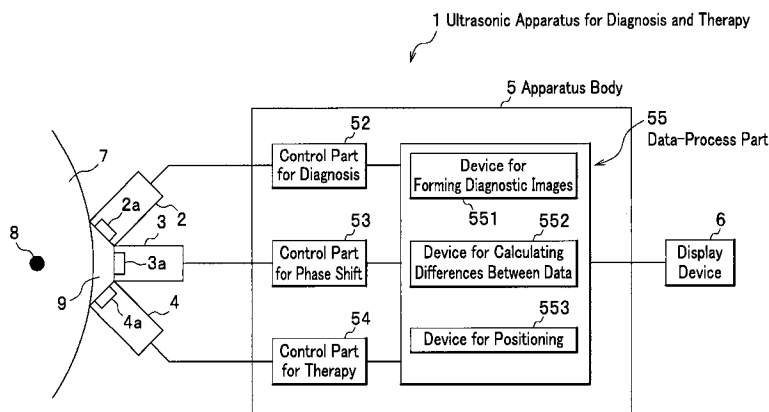 1 Ultrasonic Apparatus for Diagnosis and Therapy
5 Apparatus Body
55
Data-Process Part
52
Control Part
for Diagnosis
Device for
Forming Diagnostic Images
551
7
2a
2
3
53
Control Part
for Phase Shift
552
Device for Calculating
Differences Between Data
6
Display
Device
8
3a
9
4a
4
54
Control Part
for Therapy
553
Device for Positioning